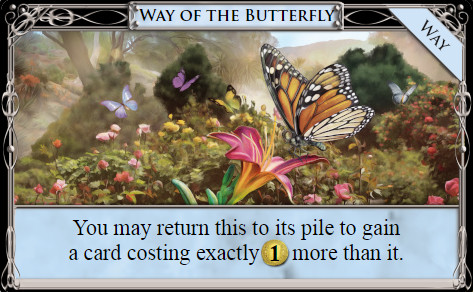 WAY OF THE BUTTERFLY
WAY
You may return this to its pile to gain
a card costing exactly 1 more than it.